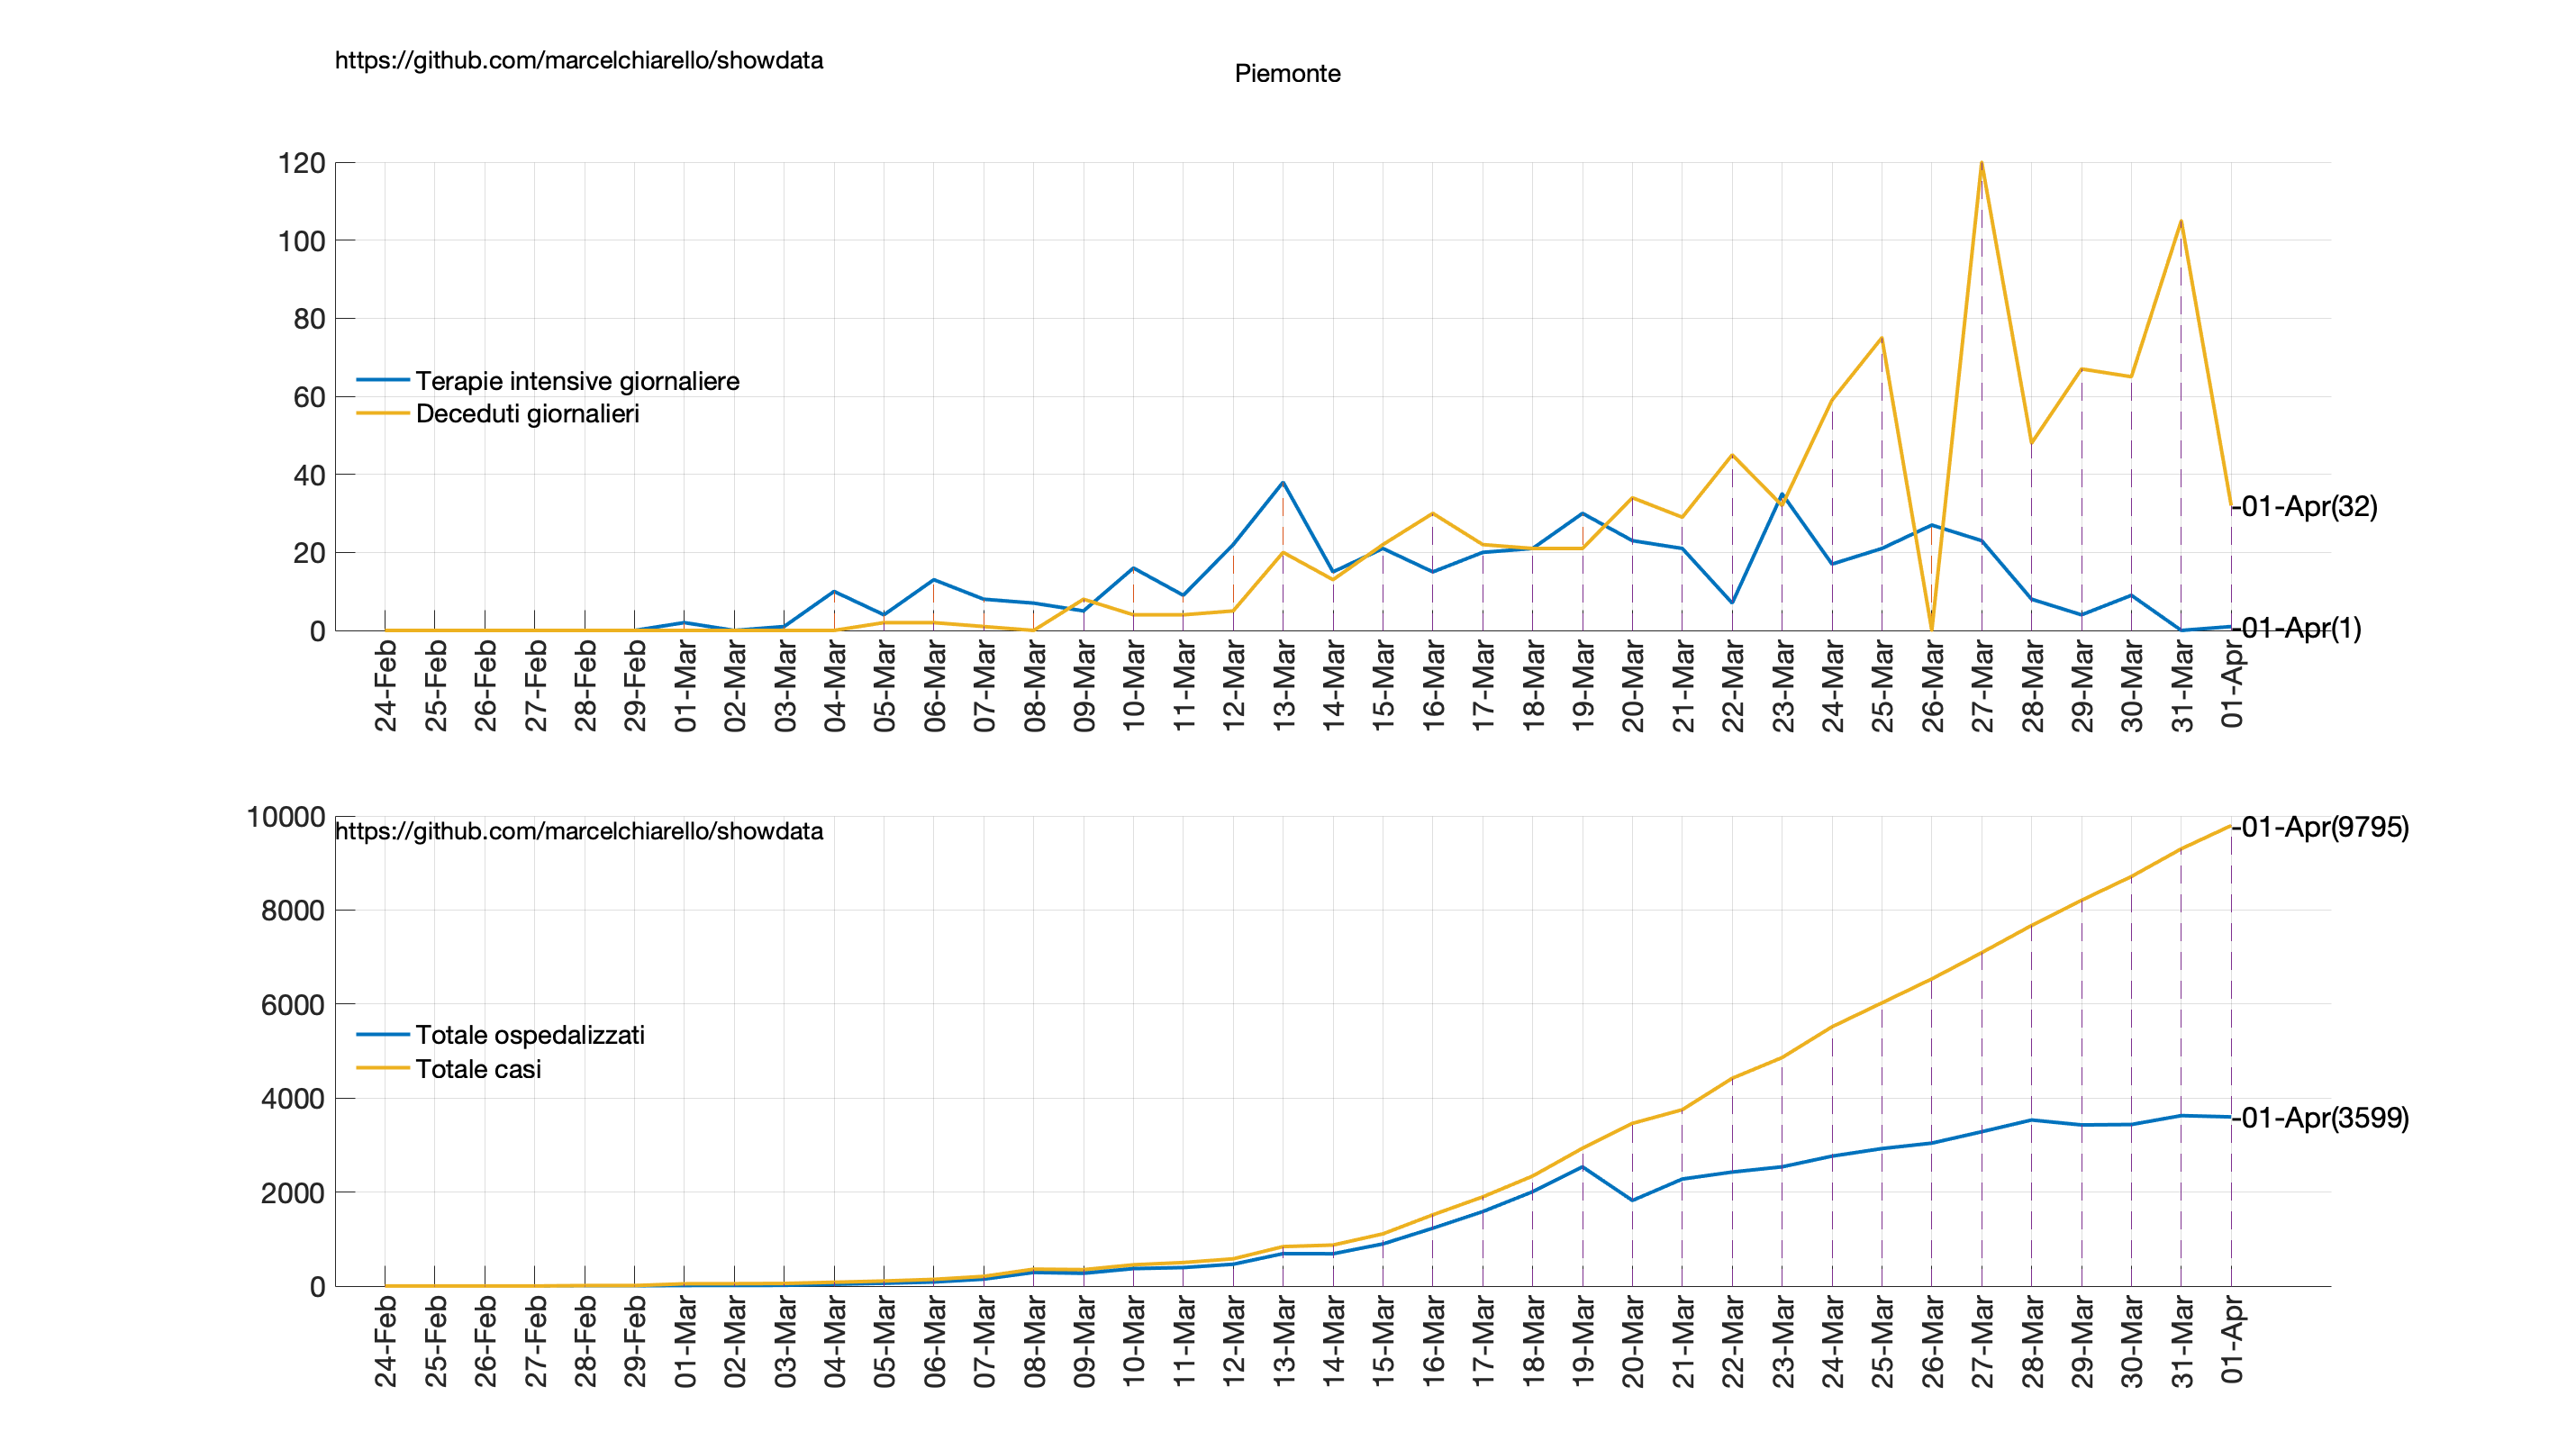 https://github.com/marcelchiarello/showdata
Piemonte
120
100
80
60
40
20
0
Terapie intensive giornaliere
Deceduti giornalieri
-01-Apr(32)
-01-Apr(1)
24-Feb
25-Feb
26-Feb
27-Feb
28-Feb
29-Feb
01-Mar
02-Mar
03-Mar
04-Mar
05-Mar
06-Mar
07-Mar
08-Mar
09-Mar
10-Mar
11-Mar
12-Mar
13-Mar
14-Mar
15-Mar
16-Mar
17-Mar
18-Mar
19-Mar
20-Mar
21-Mar
22-Mar
23-Mar
24-Mar
25-Mar
26-Mar
27-Mar
28-Mar
29-Mar
30-Mar
31-Mar
01-Apr
https://github.com/marcelchiarello/showdata
10000
8000
6000
4000
2000
0
Totale ospedalizzati
Totale casi
-01-Apr(9795)
-01-Apr(3599)
24-Feb
25-Feb
26-Feb
27-Feb
28-Feb
29-Feb
01-Mar
02-Mar
03-Mar
04-Mar
05-Mar
06-Mar
07-Mar
08-Mar
09-Mar
10-Mar
11-Mar
12-Mar
13-Mar
14-Mar
15-Mar
16-Mar
17-Mar
18-Mar
19-Mar
20-Mar
21-Mar
22-Mar
23-Mar
24-Mar
25-Mar
26-Mar
27-Mar
28-Mar
29-Mar
30-Mar
31-Mar
01-Apr